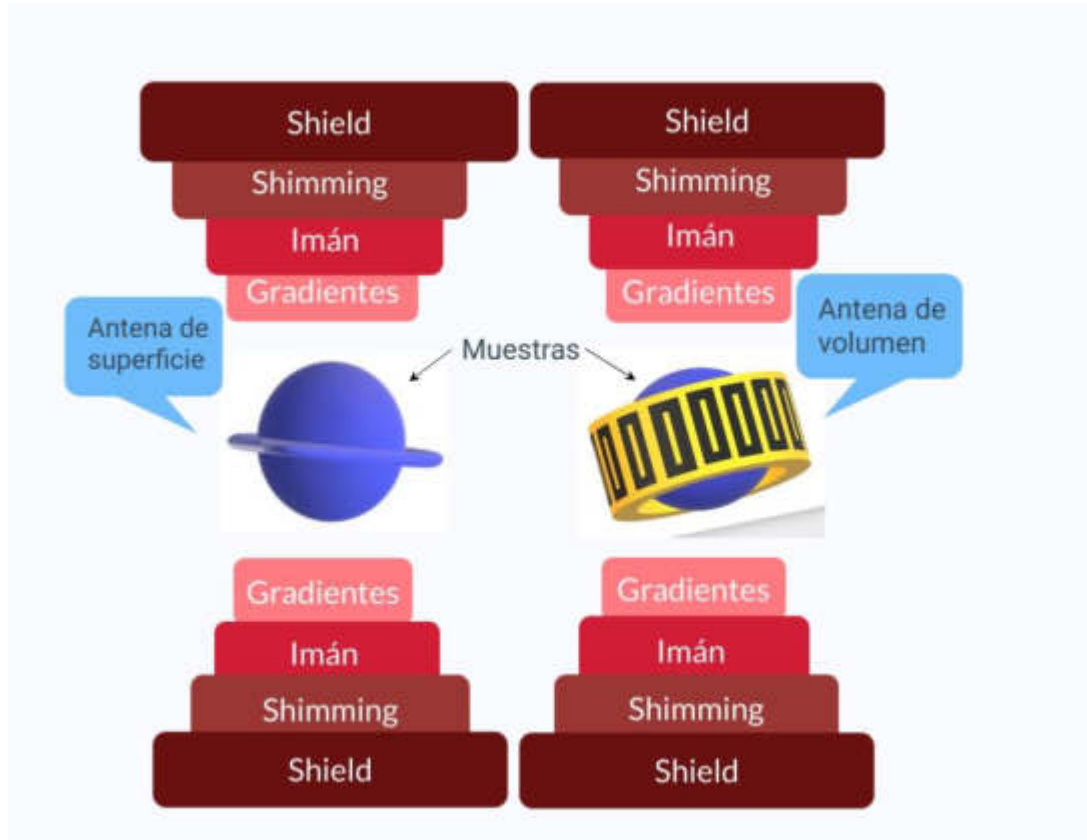 Shield
Shimming
Imán
Gradientes
Shield
Shimming
Imán
Gradientes
Antena de
superficie
Muestras
Antena de
volumen
Gradientes
Imán
Shimming
Shield
Gradientes
Imán
Shimming
Shield